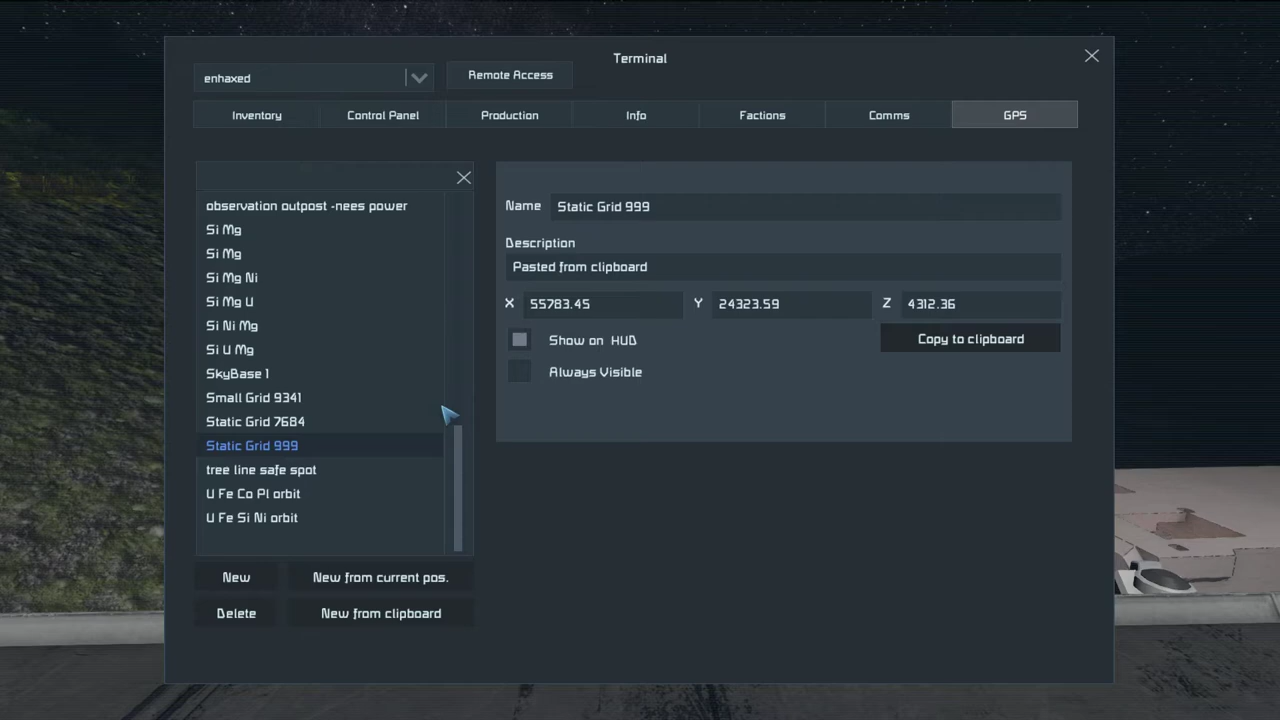 Terminal
enhaxed
Remote Access
Inventory
Control Panel
Production
Info
Factions
Comms
GPS
observation outpost -nees power
Si Mg
Si Mg
Si Mg Ni
Si Mg U
Si Ni Mg
Si U Mg
SkyBase 1
Small Grid 9341
Static Grid 7684
Static Grid 999
tree line safe spot
U Fe Co Pl orbit
U Fe Si Ni orbit
New
New from current pos.
Delete
New from clipboard
Name Static Grid 999
Description
Pasted from clipboard
X 55783.45 Y 24323.59 Z 4312.36
Show on HUD
Copy to clipboard
Always Visible